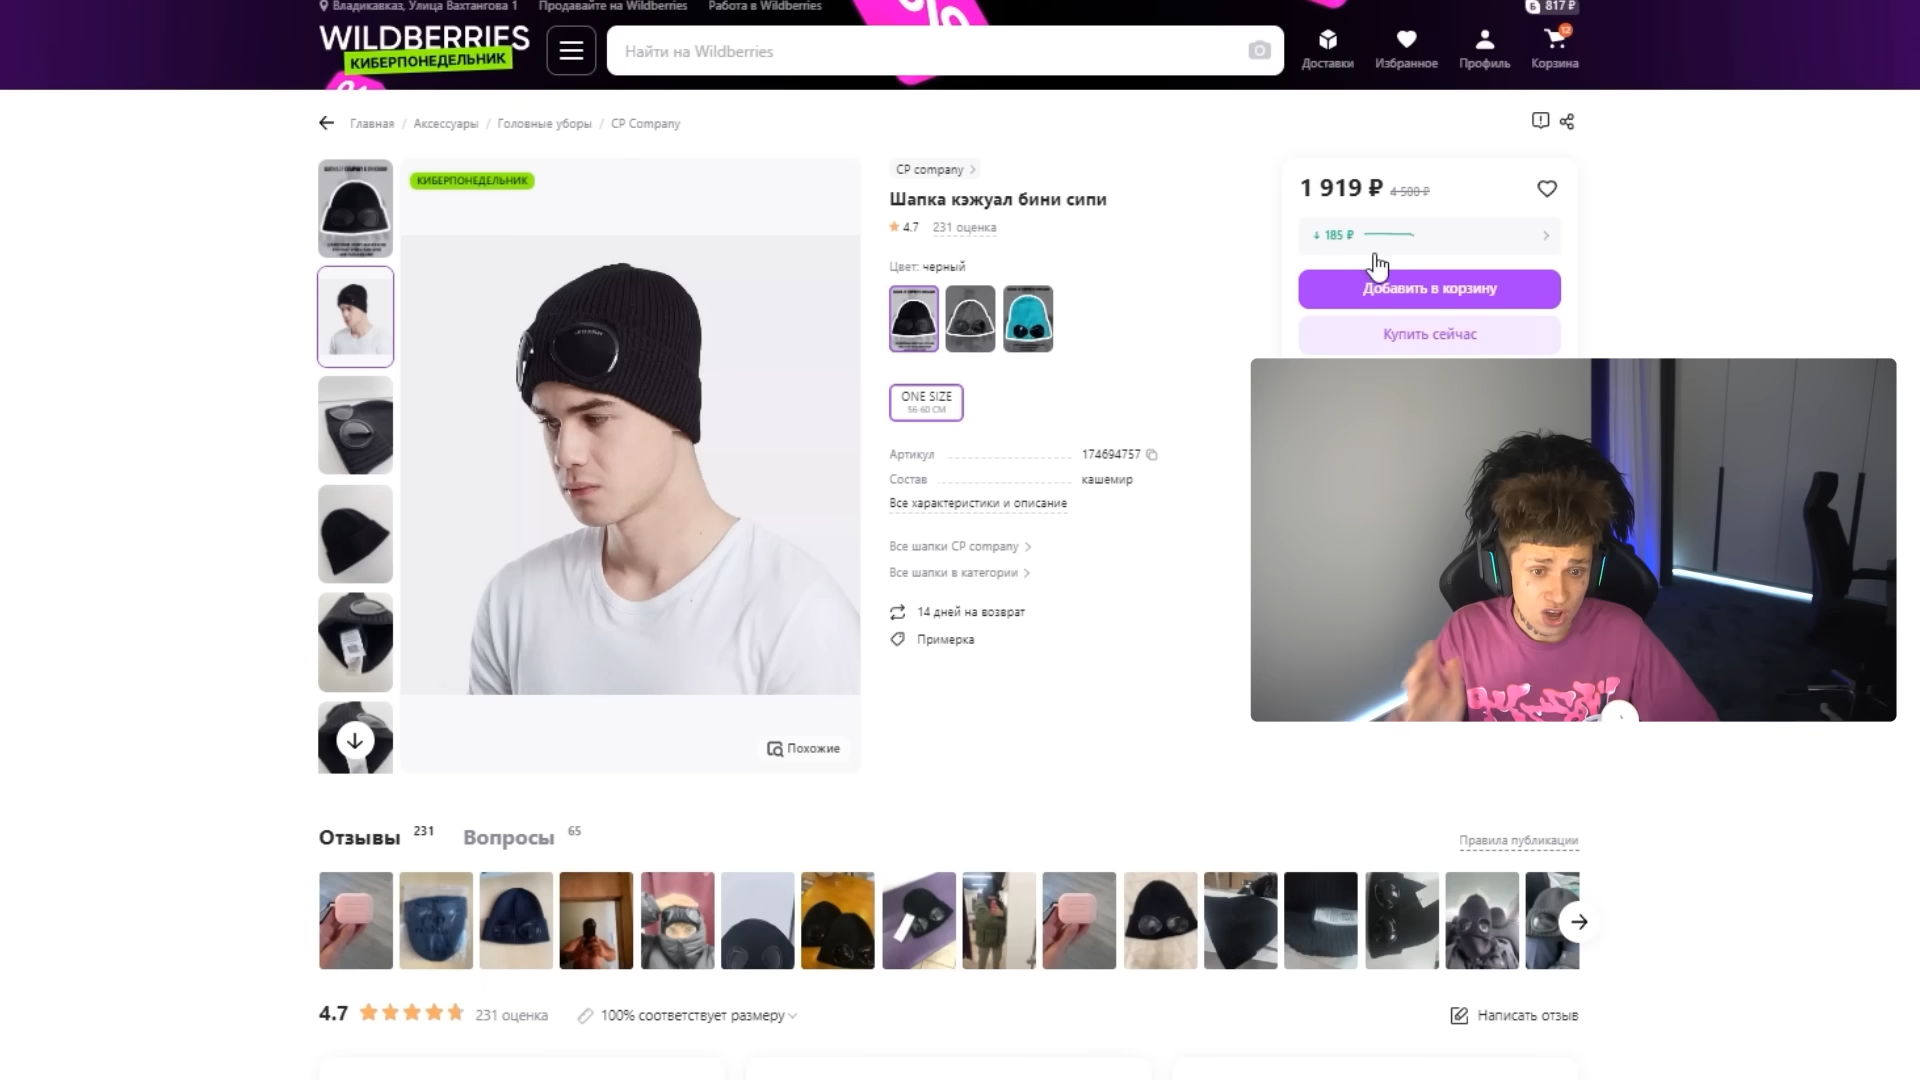 Владикавказ, Улица Вахтангова 1
Продавайте на Wildberries
Работа в Wildberries
Б 817 ₽
WILDBERRIES
КИБЕРПОНЕДЕЛЬНИК
Найти на Wildberries
Доставки
Избранное
Профиль
Корзина
Главная / Аксессуары / Головные уборы / CP Company
КИБЕРПОНЕДЕЛЬНИК
Похожие
CP company
Шапка кэжуал бини сипи
4.7 231 оценка
Цвет: черный
ONE SIZE
56-60 СМ
Артикул 174694757
Состав кашемир
Все характеристики и описание
Все шапки CP company
Все шапки в категории
14 дней на возврат
Примерка
1 919 ₽ 4 500 ₽
185 ₽
Добавить в корзину
Купить сейчас
Отзывы 231
Вопросы 65
Правила публикации
4.7
231 оценка
100% соответствует размеру
Написать отзыв